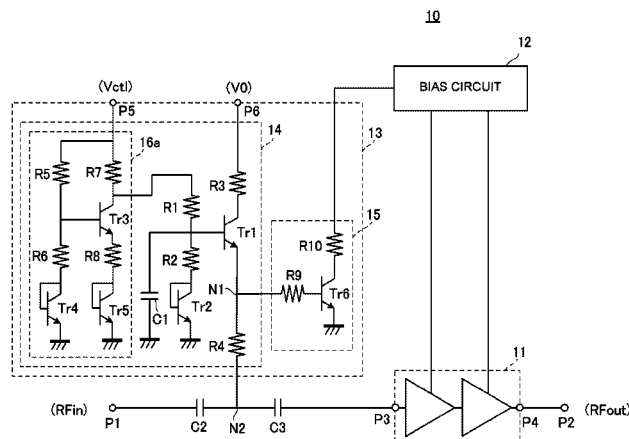 10
12
(Vctl)
(V0)
BIAS CIRCUIT
P5
P6
14
13
16a
R5
R7
R3
R1
15
Tr3
Tr1
R10
R6
R8
R2
N1
R9
Tr6
Tr4
Tr5
C1
Tr2
R4
11
(RFin)
P3
P4
(RFout)
P1
C2
N2
C3
P2